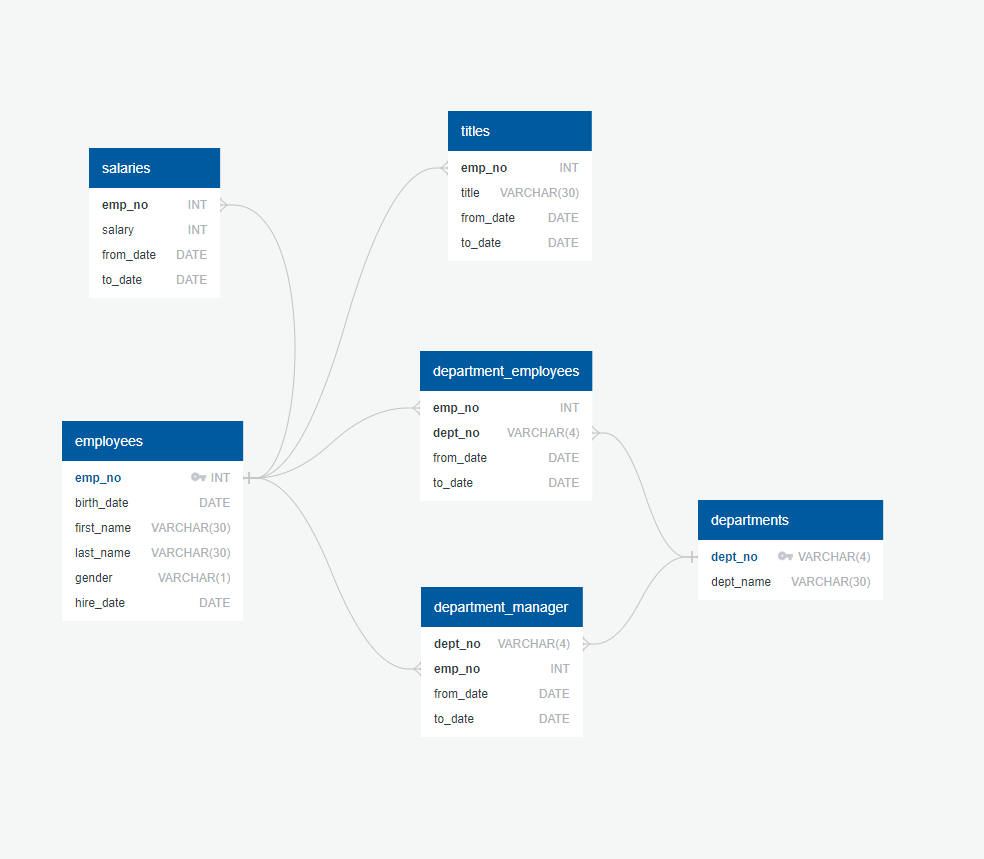 titles
emp_no INT
title VARCHAR(30)
from_date DATE
to_date DATE
salaries
emp_no INT
salary INT
from_date DATE
to_date DATE
department_employees
emp_no INT
dept_no VARCHAR(4)
from_date DATE
to_date DATE
employees
emp_no INT
birth_date DATE
first_name VARCHAR(30)
last_name VARCHAR(30)
gender VARCHAR(1)
hire_date DATE
departments
dept_no VARCHAR(4)
dept_name VARCHAR(30)
department_manager
dept_no VARCHAR(4)
emp_no INT
from_date DATE
to_date DATE